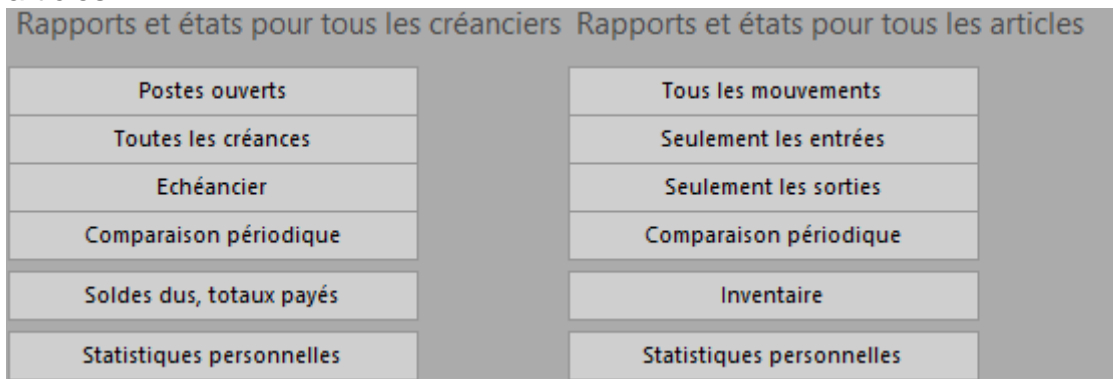 Rapports et états pour tous les créanciers
Postes ouverts
Toutes les créances
Echéancier
Comparaison périodique
Soldes dus, totaux payés
Statistiques personnelles
Rapports et états pour tous les articles
Tous les mouvements
Seulement les entrées
Seulement les sorties
Comparaison périodique
Inventaire
Statistiques personnelles